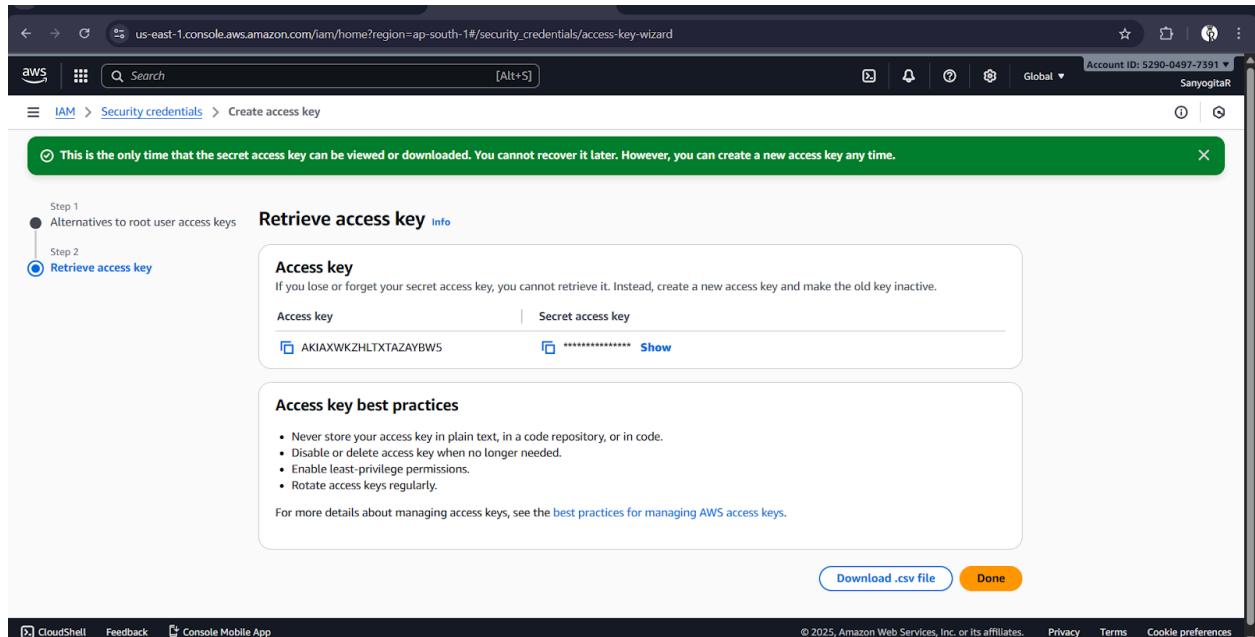 us-east-1.console.aws.amazon.com/iam/home?region=ap-south-1#/security_credentials/access-key-wizard
aws
Search
[Alt+S]
Global
Account ID: 5290-0497-7391
SanyogitaR
IAM > Security credentials > Create access key
This is the only time that the secret access key can be viewed or downloaded. You cannot recover it later. However, you can create a new access key any time.
Step 1
Alternatives to root user access keys
Step 2
Retrieve access key
Retrieve access key Info
Access key
If you lose or forget your secret access key, you cannot retrieve it. Instead, create a new access key and make the old key inactive.
Access key
Secret access key
AKIAXWKZHLTXTAZAYBW5
*************** Show
Access key best practices
• Never store your access key in plain text, in a code repository, or in code.
• Disable or delete access key when no longer needed.
• Enable least-privilege permissions.
• Rotate access keys regularly.
For more details about managing access keys, see the best practices for managing AWS access keys.
Download .csv file
Done
CloudShell Feedback Console Mobile App
© 2025, Amazon Web Services, Inc. or its affiliates. Privacy Terms Cookie preferences